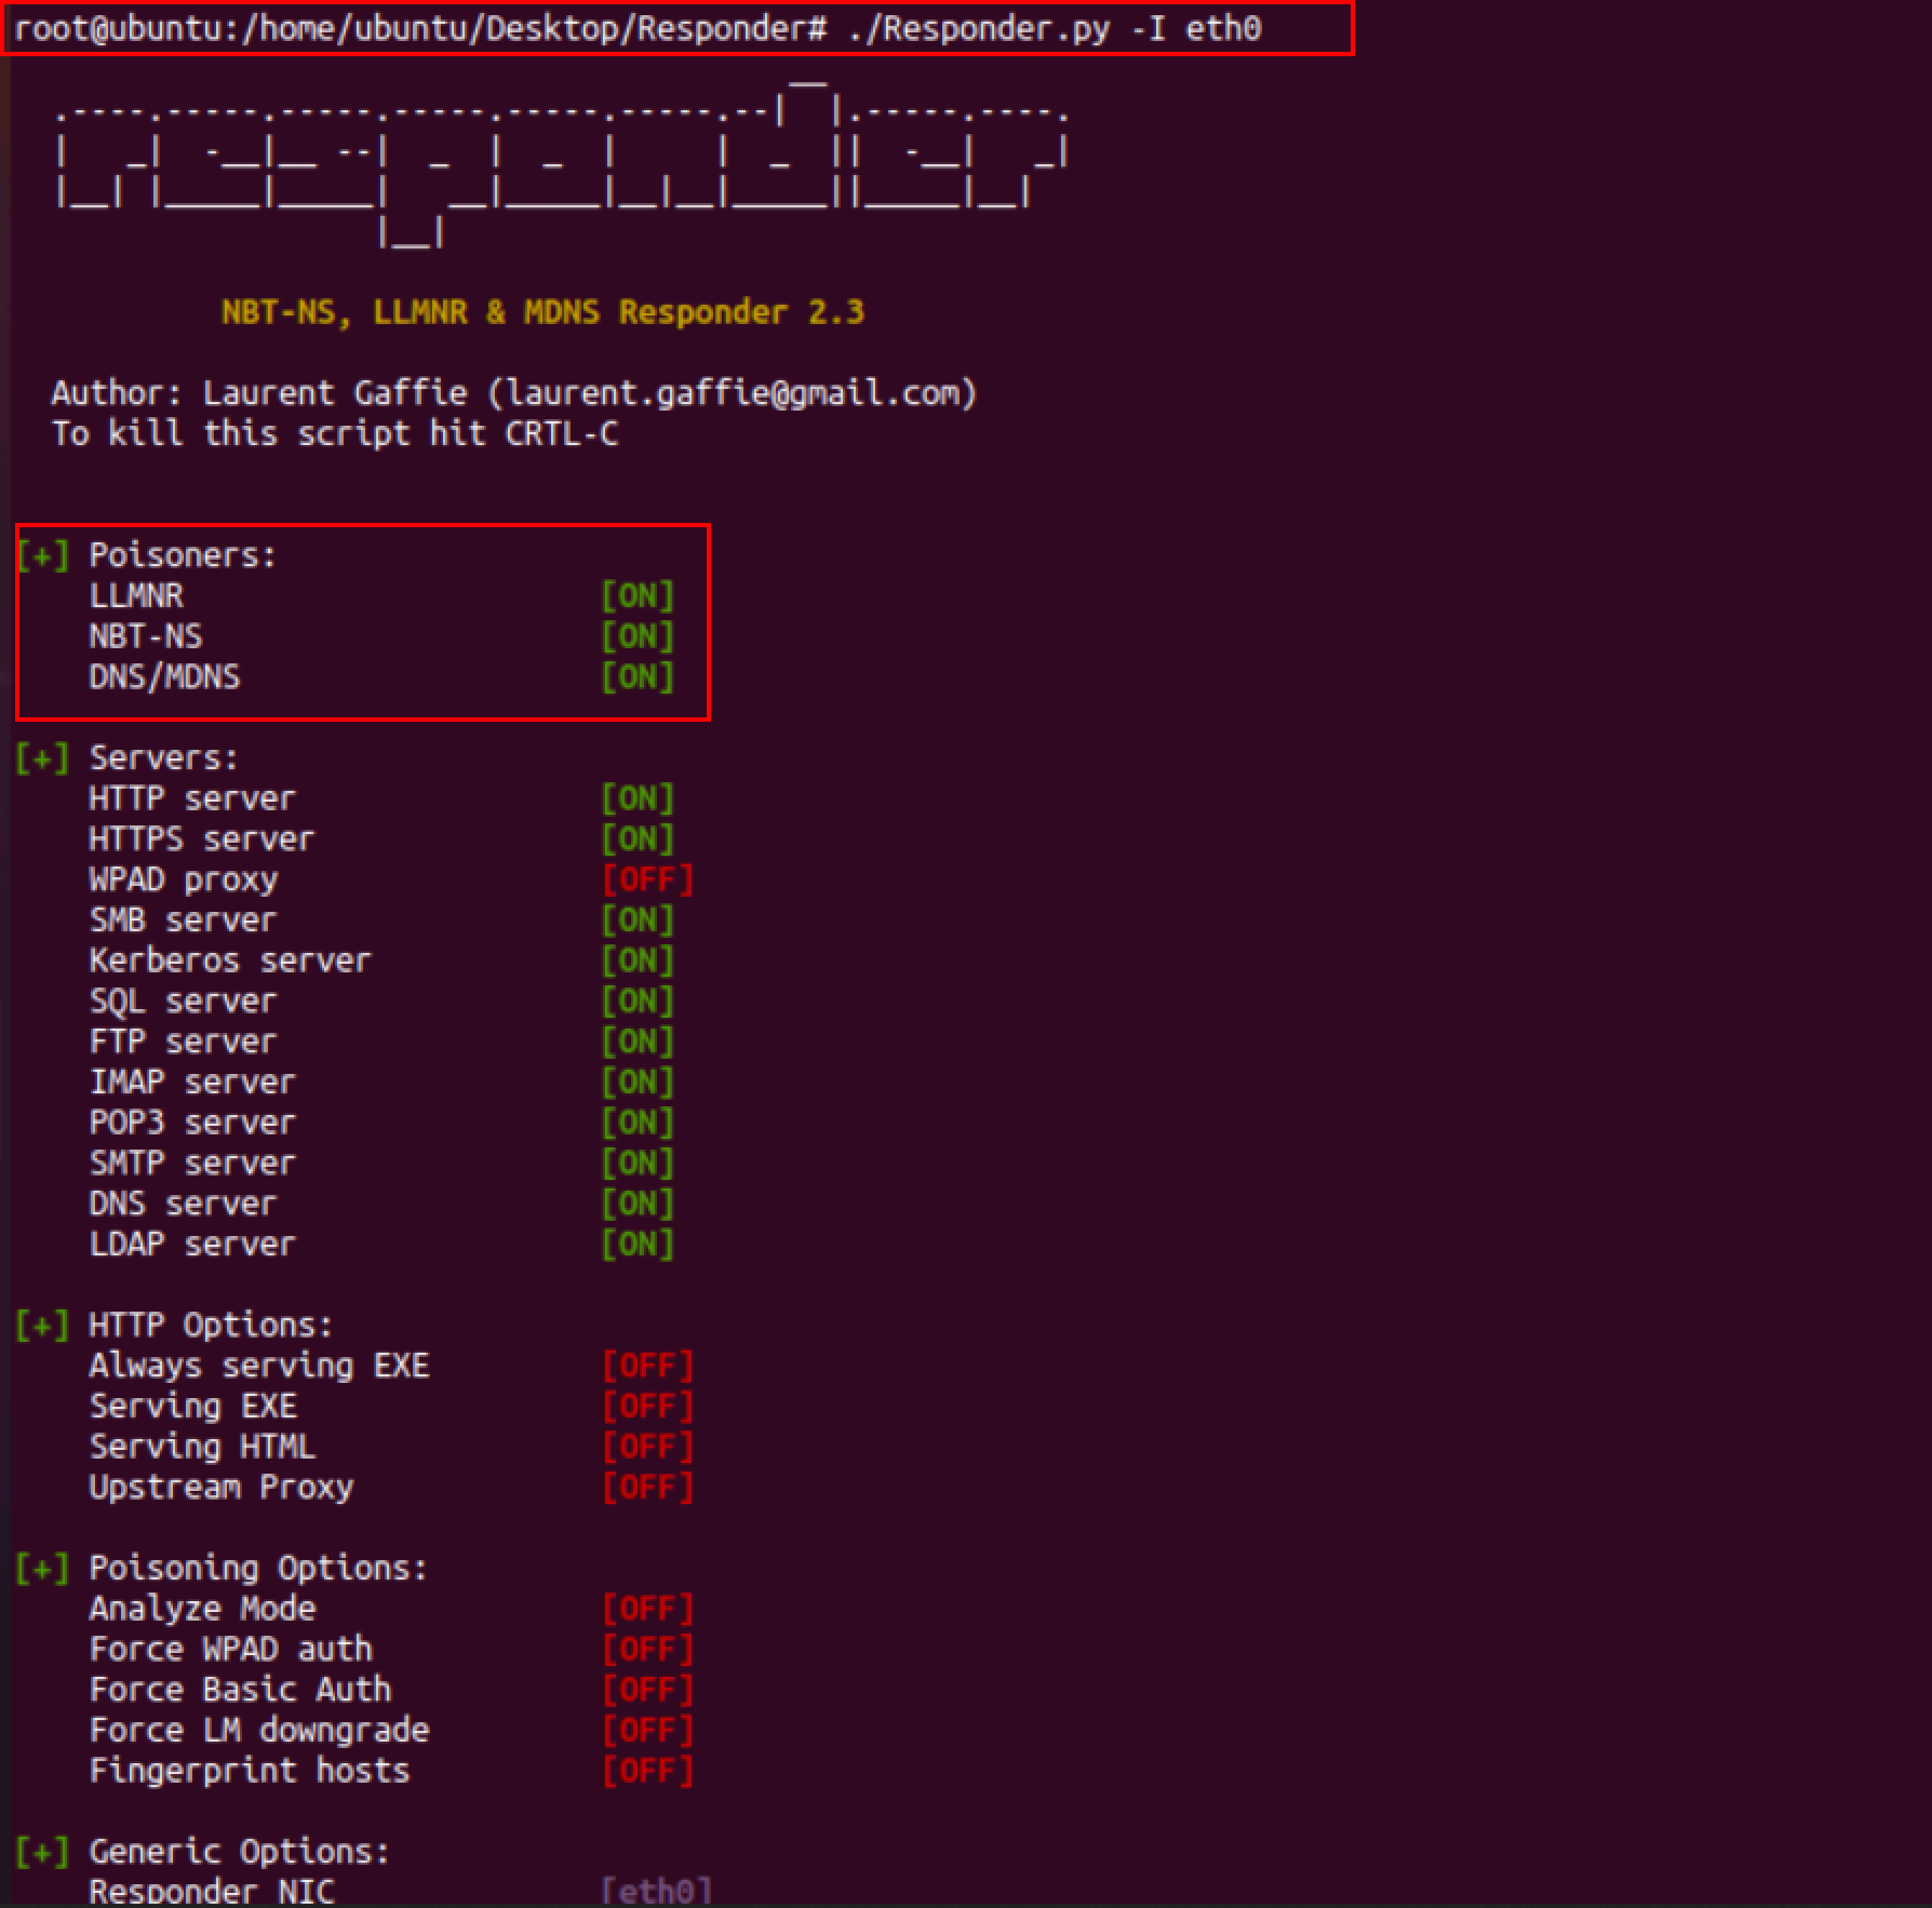 root@ubuntu:/home/ubuntu/Desktop/Responder# ./Responder.py -I eth0
responder
NBT-NS, LLMNR & MDNS Responder 2.3
Author: Laurent Gaffie (laurent.gaffie@gmail.com)
To kill this script hit CRTL-C
[+] Poisoners:
LLMNR [ON]
NBT-NS [ON]
DNS/MDNS [ON]
[+] Servers:
HTTP server [ON]
HTTPS server [ON]
WPAD proxy [OFF]
SMB server [ON]
Kerberos server [ON]
SQL server [ON]
FTP server [ON]
IMAP server [ON]
POP3 server [ON]
SMTP server [ON]
DNS server [ON]
LDAP server [ON]
[+] HTTP Options:
Always serving EXE [OFF]
Serving EXE [OFF]
Serving HTML [OFF]
Upstream Proxy [OFF]
[+] Poisoning Options:
Analyze Mode [OFF]
Force WPAD auth [OFF]
Force Basic Auth [OFF]
Force LM downgrade [OFF]
Fingerprint hosts [OFF]
[+] Generic Options:
Responder NIC [eth0]